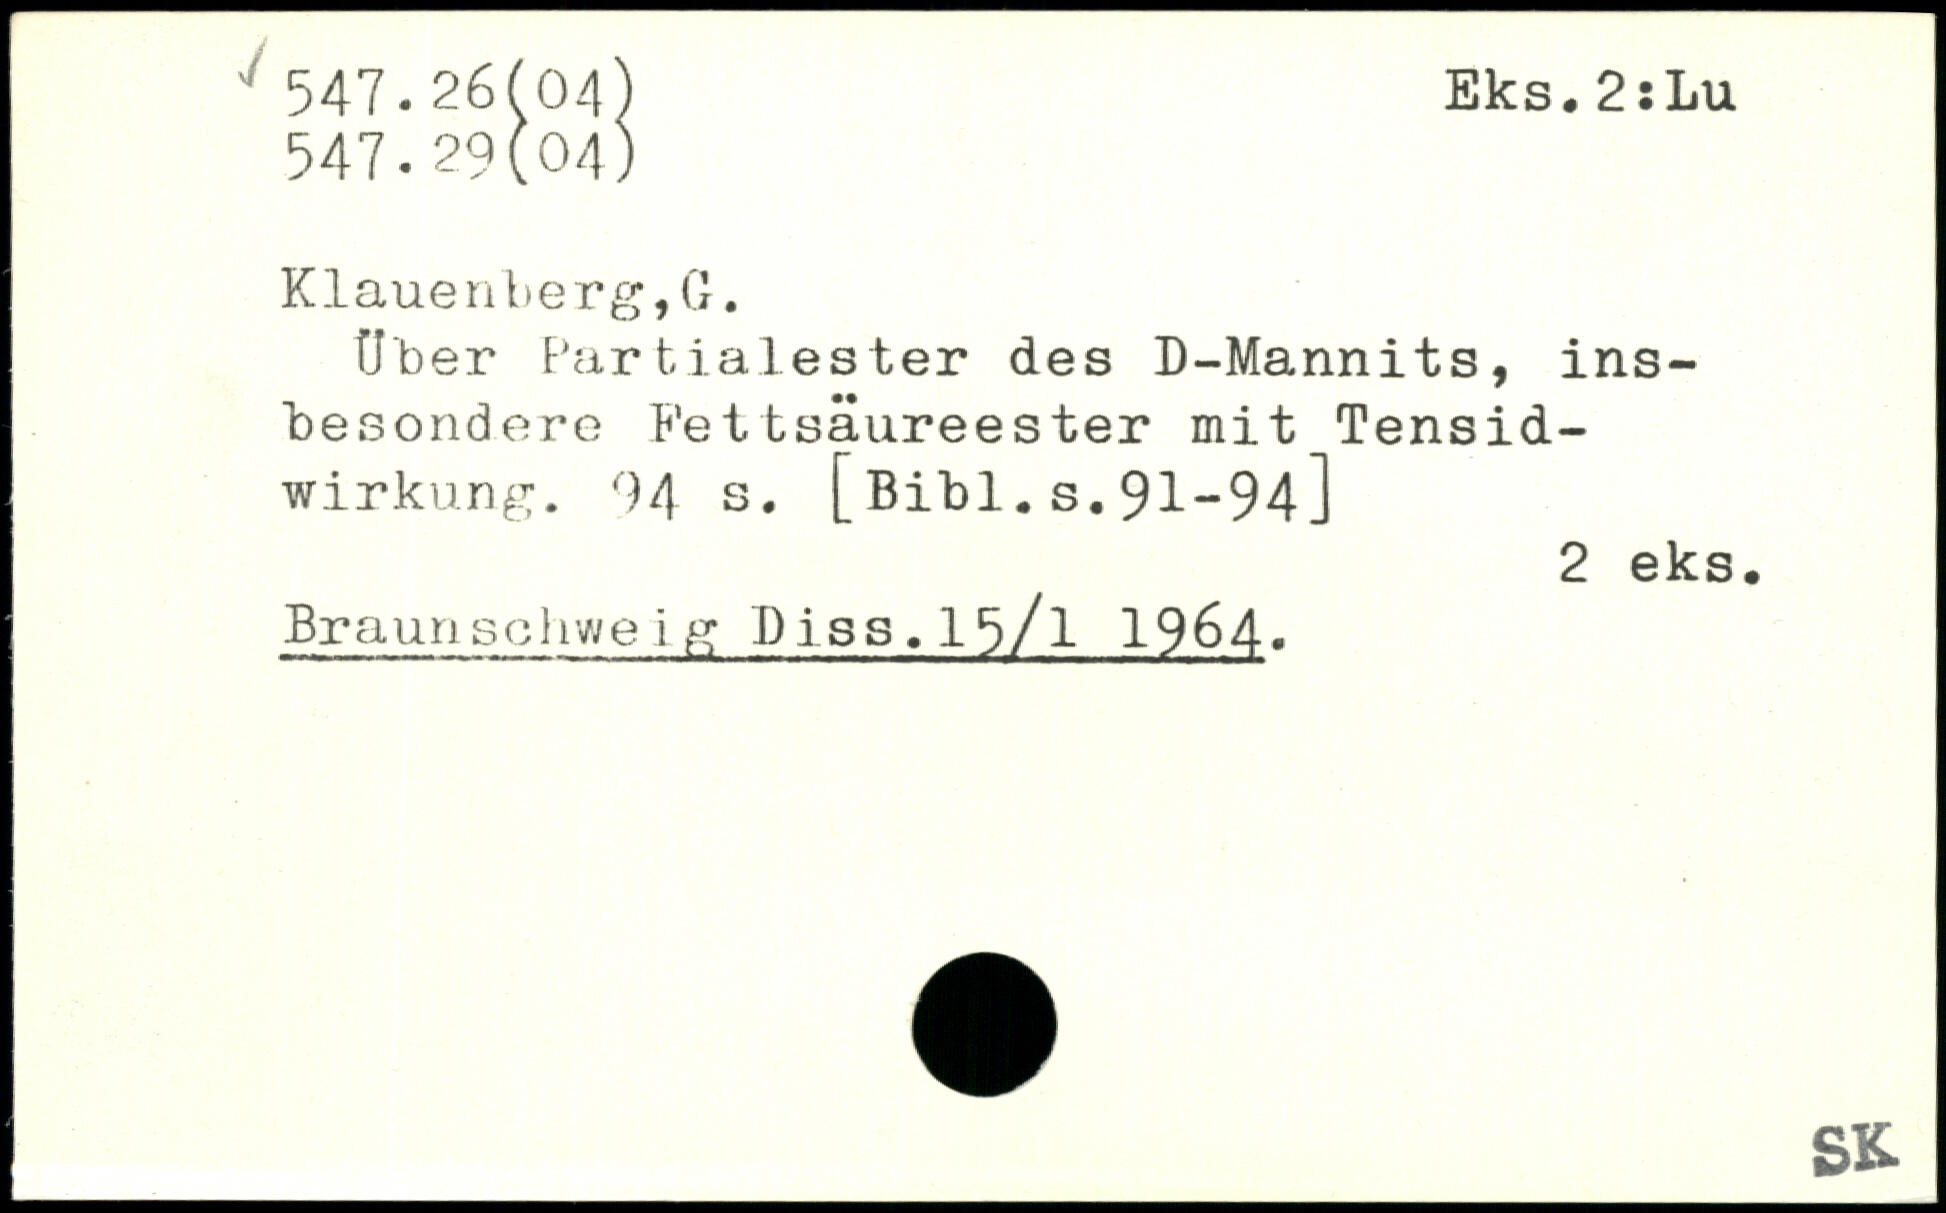 547.26(04) Eks.2:Lu
547.29(04)
Klauenberg,G.
Über Partialester des D-Mannits, ins-
besondere Fettsäureester mit Tensid-
wirkung. 94 s. [Bibl.s.91-94]
2 eks.
Braunschweig Diss.15/1 1964.
SK